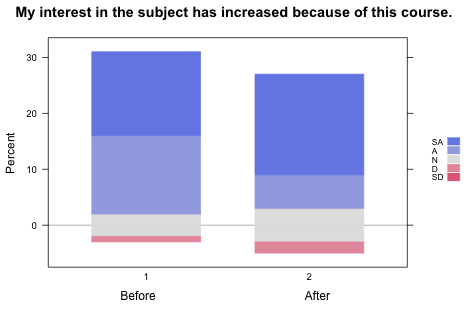 My interest in the subject has increased because of this course.
30
20
10
0
Percent
1
2
Before
After
SA
A
N
D
SD